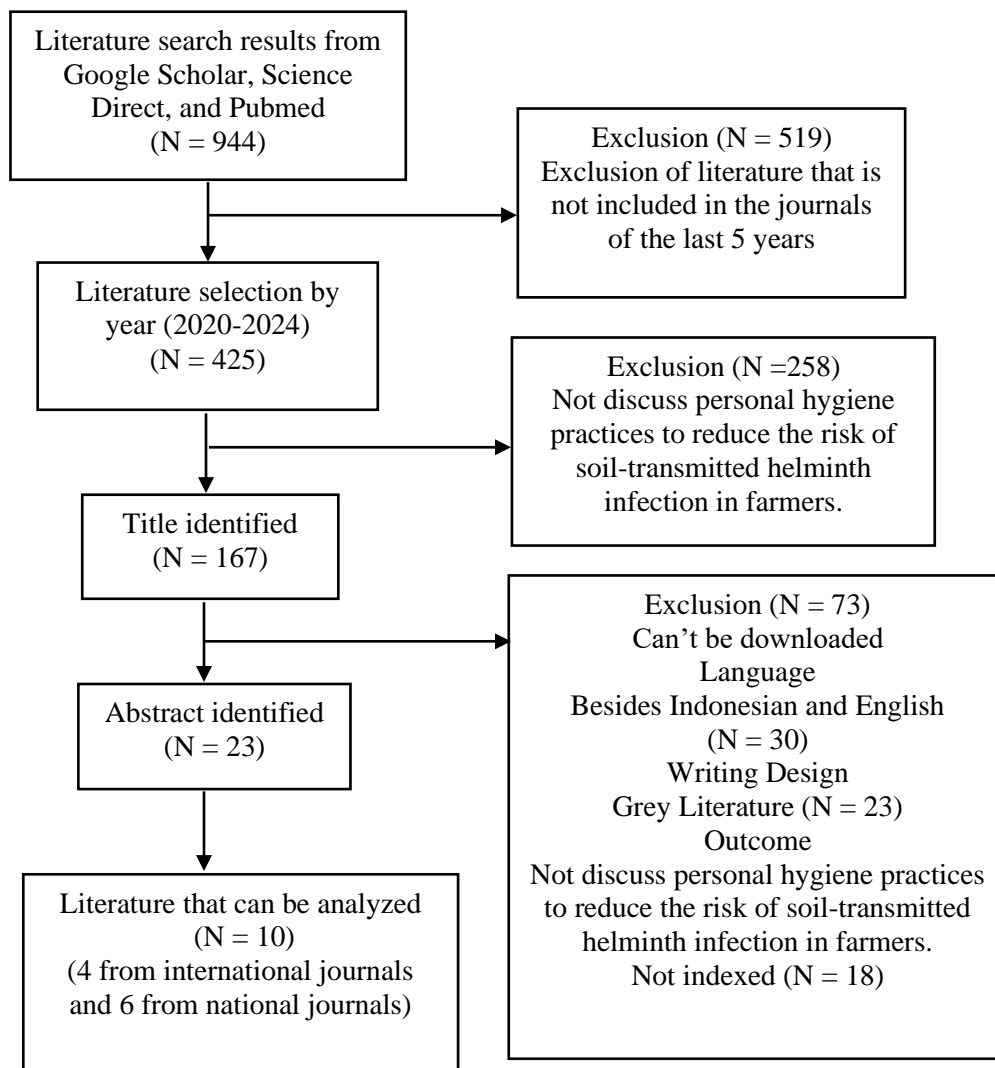 Literature search results from
Google Scholar, Science
Direct, and Pubmed
(N = 944)
Exclusion (N = 519)
Exclusion of literature that is
not included in the journals
of the last 5 years
Literature selection by
year (2020-2024)
(N = 425)
Exclusion (N =258)
Not discuss personal hygiene
practices to reduce the risk of
soil-transmitted helminth
infection in farmers.
Title identified
(N = 167)
Exclusion (N = 73)
Can’t be downloaded
Language
Besides Indonesian and English
(N = 30)
Writing Design
Grey Literature (N = 23)
Outcome
Not discuss personal hygiene practices
to reduce the risk of soil-transmitted
helminth infection in farmers.
Not indexed (N = 18)
Abstract identified
(N = 23)
Literature that can be analyzed
(N = 10)
(4 from international journals
and 6 from national journals)